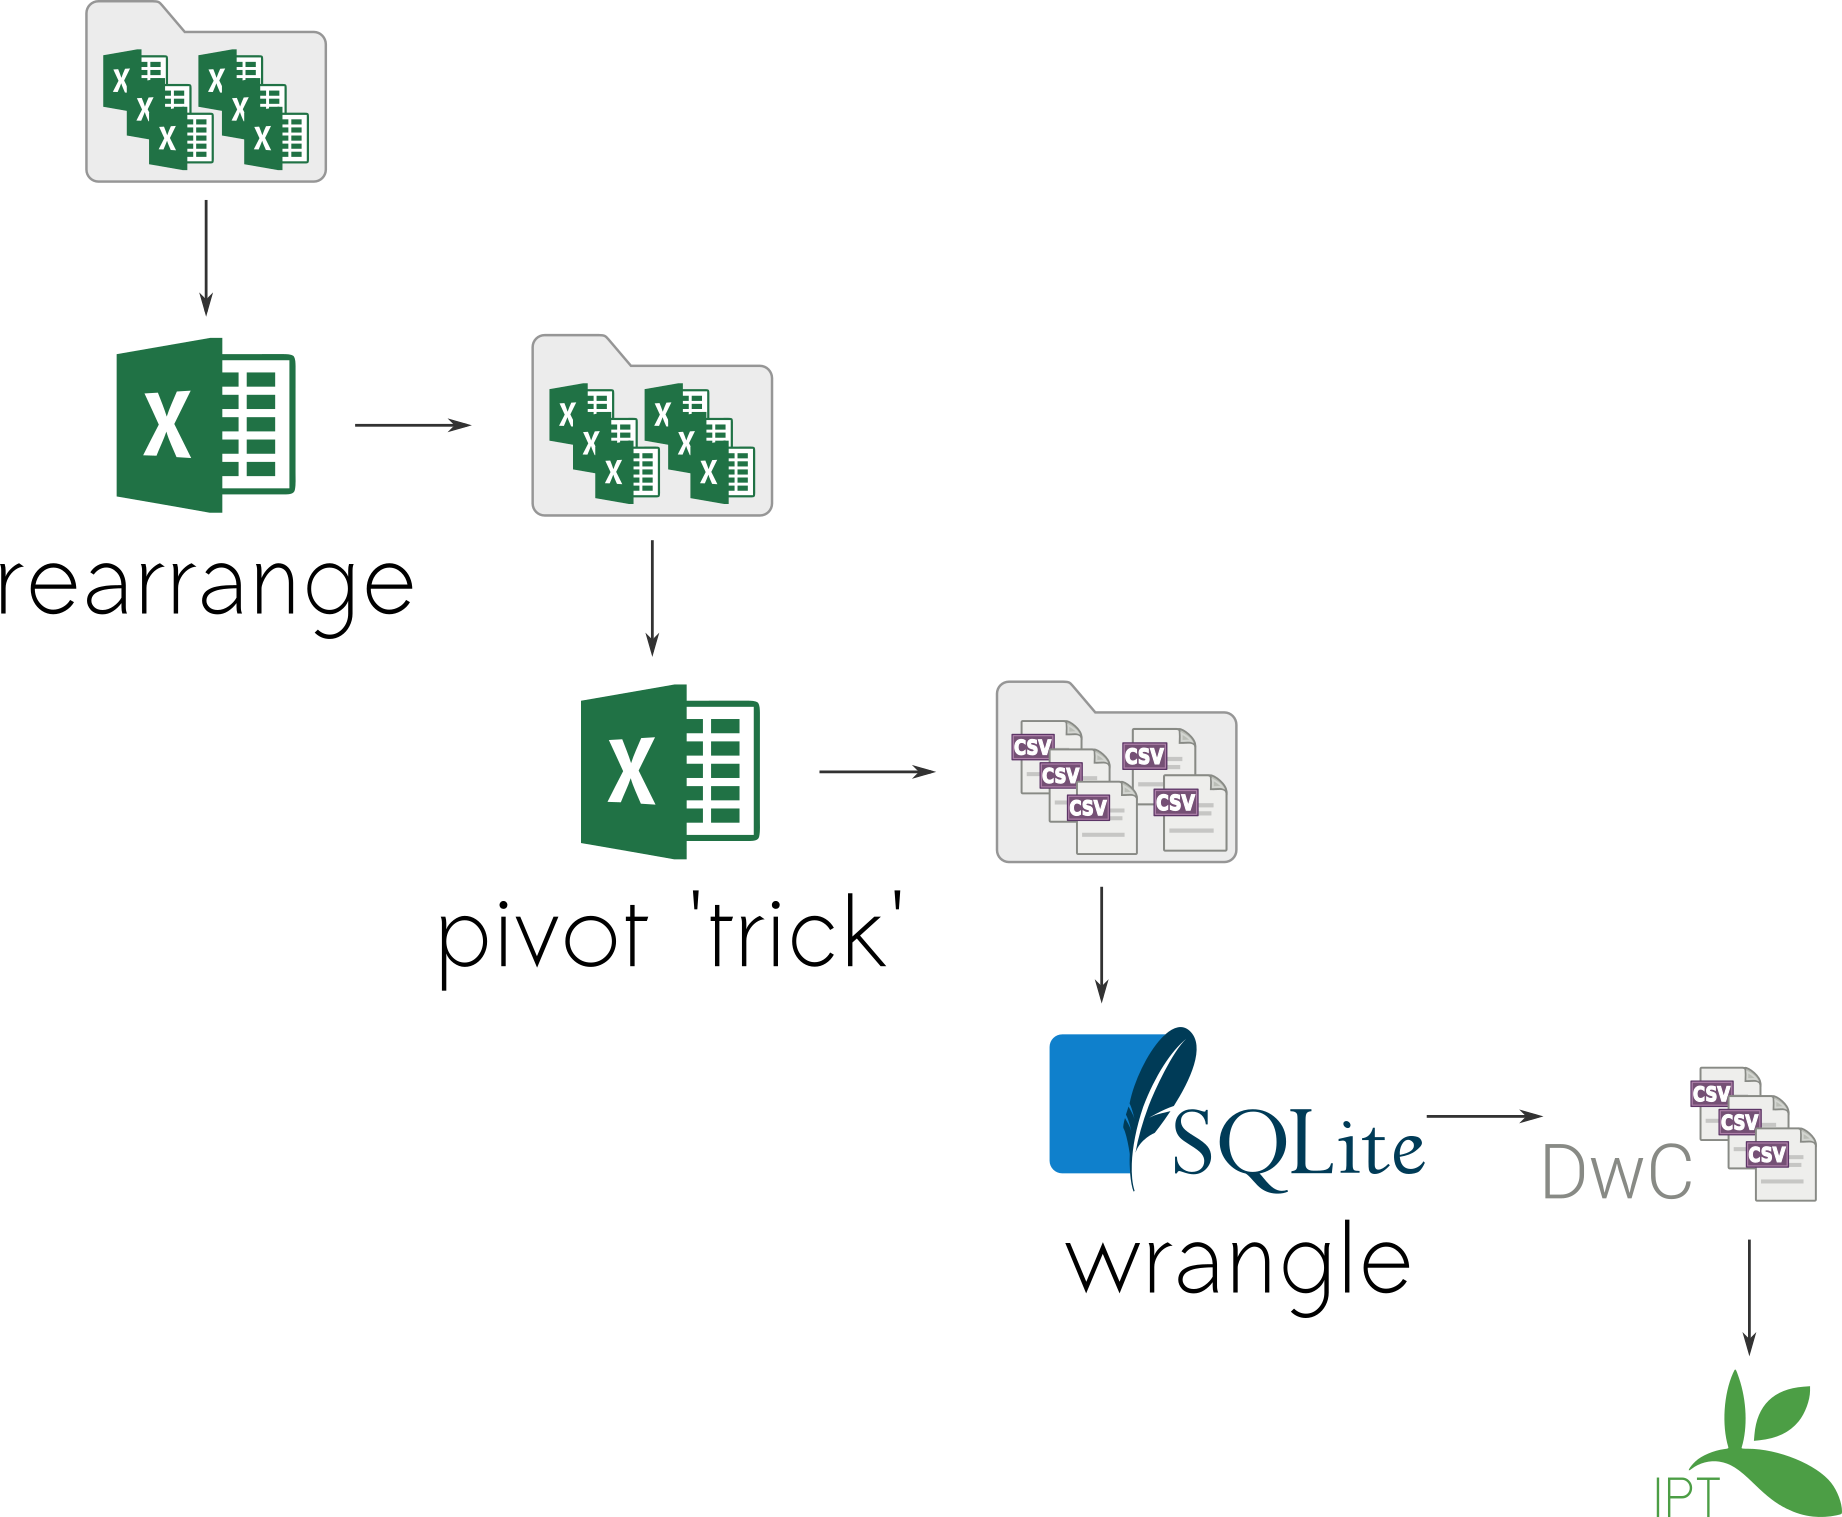 X X
X X
X X
X
X X
X X
X X
rearrange
X
CSV CSV
CSV
CSV CSV
pivot 'trick'
SQLite
CSV
CSV
CSV
DwC
wrangle
IPT